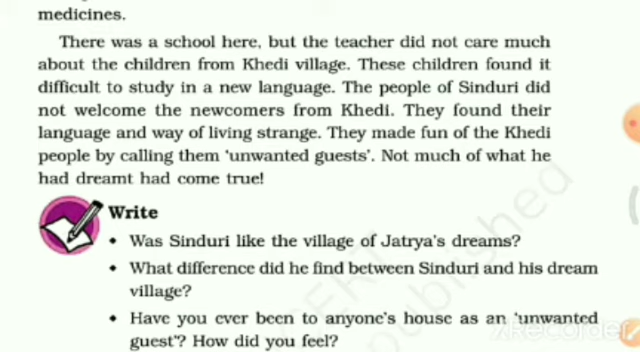 medicines.
There was a school here, but the teacher did not care much
about the children from Khedi village. These children found it
difficult to study in a new language. The people of Sinduri did
not welcome the newcomers from Khedi. They found their
language and way of living strange. They made fun of the Khedi
people by calling them ‘unwanted guests’. Not much of what he
had dreamt had come true!
Write
• Was Sinduri like the village of Jatrya’s dreams?
• What difference did he find between Sinduri and his dream
village?
• Have you ever been to anyone’s house as an ‘unwanted
guest’? How did you feel?
published
XRecorder